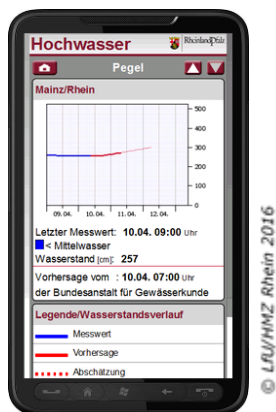 Hochwasser
RheinlandPfalz
Pegel
Mainz/Rhein
500
400
300
200
100
0
09.04. 10.04. 11.04. 12.04.
Letzter Messwert: 10.04. 09:00 Uhr
< Mittelwasser
Wasserstand [cm]: 257
Vorhersage vom : 10.04. 07:00 Uhr
der Bundesanstalt für Gewässerkunde
Legende/Wasserstandsverlauf
Messwert
Vorhersage
Abschätzung
© LfU/HMZ Rhein 2016